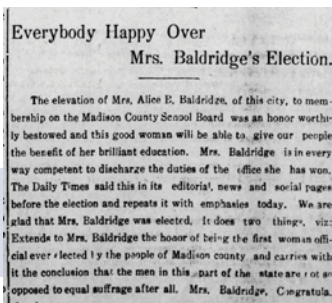 Everybody Happy Over
Mrs. Baldridge's Election.
The elevation of Mrs. Alice B. Baldridge, of this city, to mem-
bership on the Madison County School Board was an honor worthi-
ly bestowed and this good woman will be able to give our people
the benefit of her brilliant education. Mrs. Baldridge is in every
way competent to discharge the duties of the office she has won.
The Daily Times said this in its editorial, news and social pages
before the election and repeats it with emphasies today. We are
glad that Mrs. Baldridge was elected. It does two things, viz:
Extends to Mrs. Baldridge the honor of being the first woman offi-
cial ever elected by the people of Madison county and carries with
it the conclusion that the men in this part of the state are not so
opposed to equal suffrage after all. Mrs. Baldridge, Congratula-